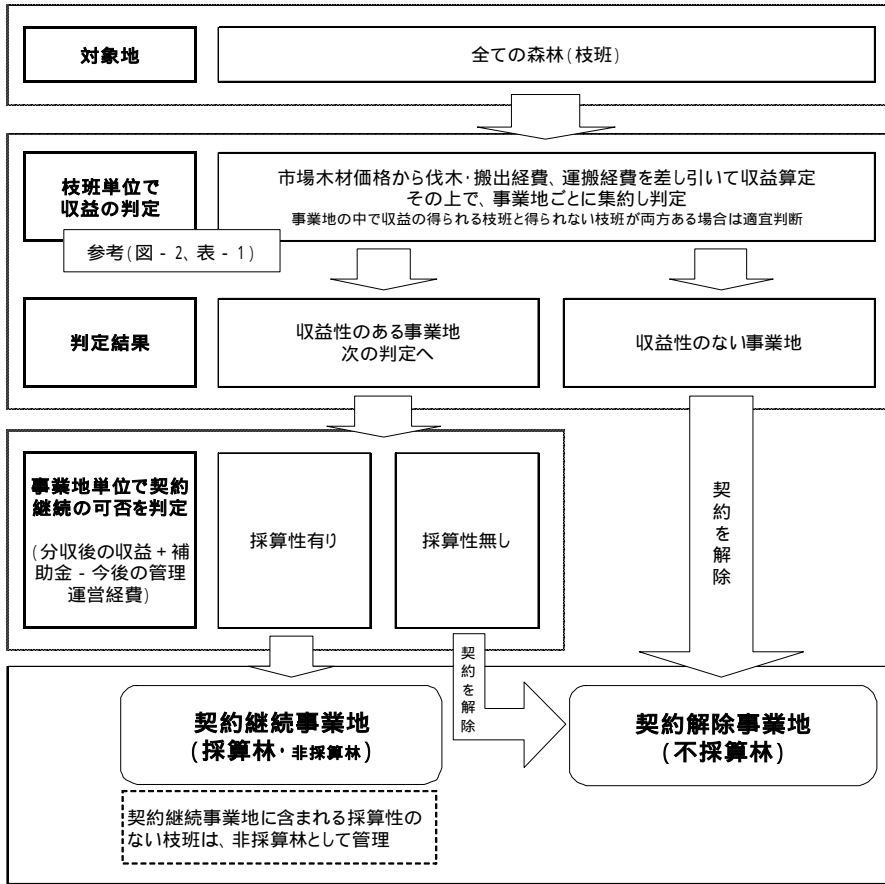 対象地
全ての森林(枝班)
枝班単位で
収益の判定
市場木材価格から伐木・搬出経費、運搬経費を差し引いて収益算定
その上で、事業地ごとに集約し判定
事業地の中で収益の得られる枝班と得られない枝班が両方ある場合は適宜判断
参考(図 - 2、表 - 1)
判定結果
収益性のある事業地
次の判定へ
収益性のない事業地
事業地単位で契約
継続の可否を判定
(分収後の収益 + 補
助金 - 今後の管理
運営経費)
採算性有り
採算性無し
契約を解除
契約を解除
契約継続事業地
(採算林・非採算林)
契約解除事業地
(不採算林)
契約継続事業地に含まれる採算性の
ない枝班は、非採算林として管理